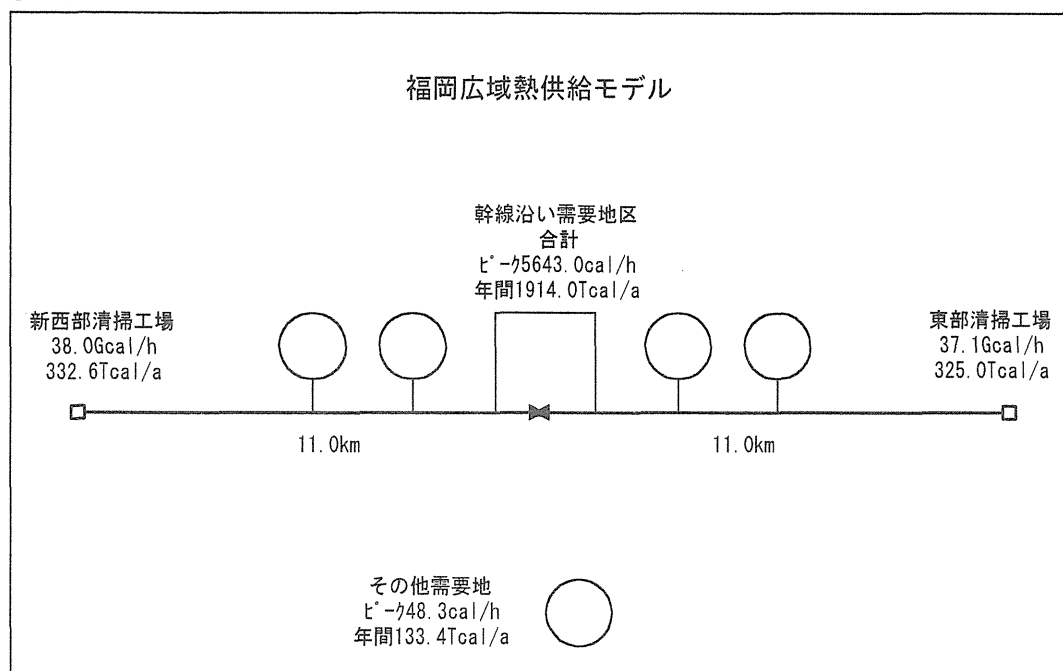 福岡広域熱供給モデル
幹線沿い需要地区
合計
ﾋﾟｰｸ5643.0cal/h
年間1914.0Tcal/a
新西部清掃工場
38.0Gcal/h
332.6Tcal/a
東部清掃工場
37.1Gcal/h
325.0Tcal/a
11.0km
11.0km
その他需要地
ﾋﾟｰｸ48.3cal/h
年間133.4Tcal/a